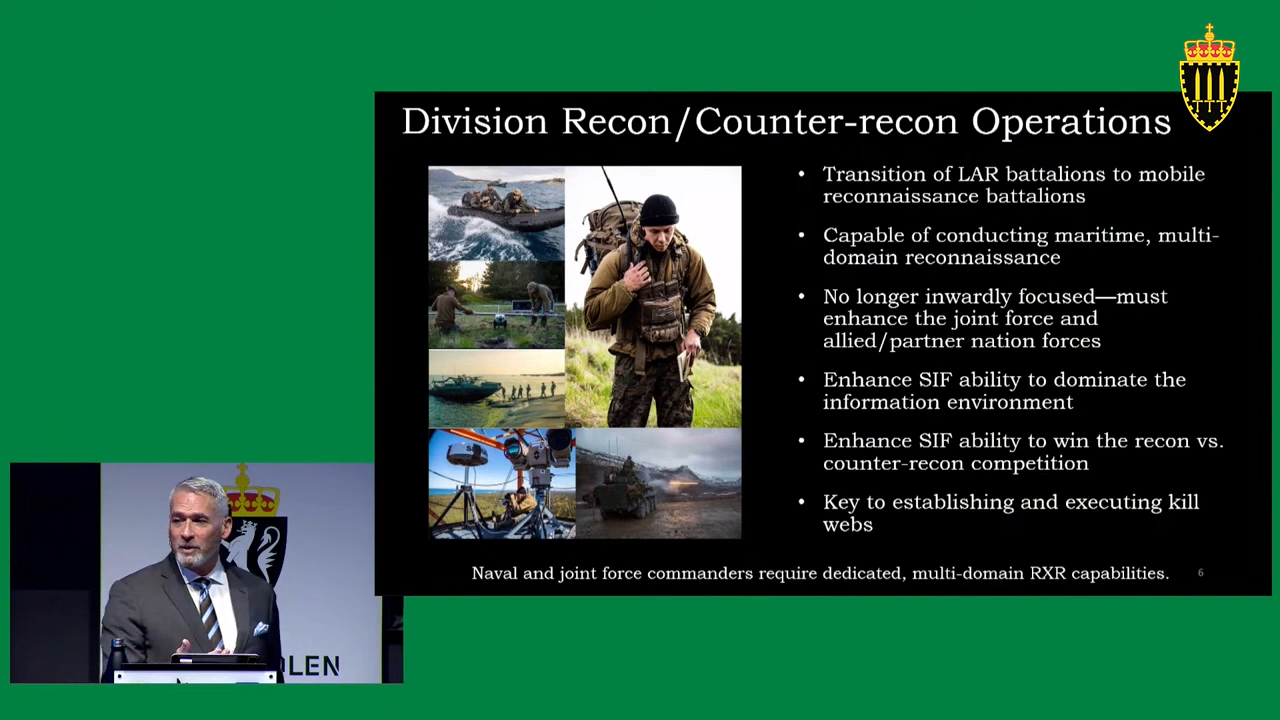 Division Recon/Counter-recon Operations
• Transition of LAR battalions to mobile
reconnaissance battalions
• Capable of conducting maritime, multi-
domain reconnaissance
• No longer inwardly focused—must
enhance the joint force and
allied/partner nation forces
• Enhance SIF ability to dominate the
information environment
• Enhance SIF ability to win the recon vs.
counter-recon competition
• Key to establishing and executing kill
webs
Naval and joint force commanders require dedicated, multi-domain RXR capabilities.
6
OLEN